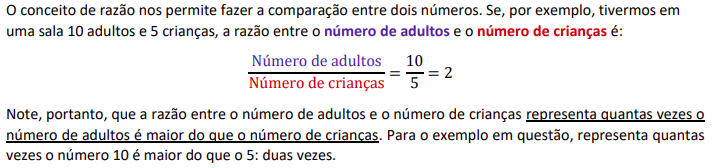 O conceito de razão nos permite fazer a comparação entre dois números. Se, por exemplo, tivermos em
uma sala 10 adultos e 5 crianças, a razão entre o número de adultos e o número de crianças é:
Número de adultos / Número de crianças = 10 / 5 = 2
Note, portanto, que a razão entre o número de adultos e o número de crianças representa quantas vezes o
número de adultos é maior do que o número de crianças. Para o exemplo em questão, representa quantas
vezes o número 10 é maior do que o 5: duas vezes.